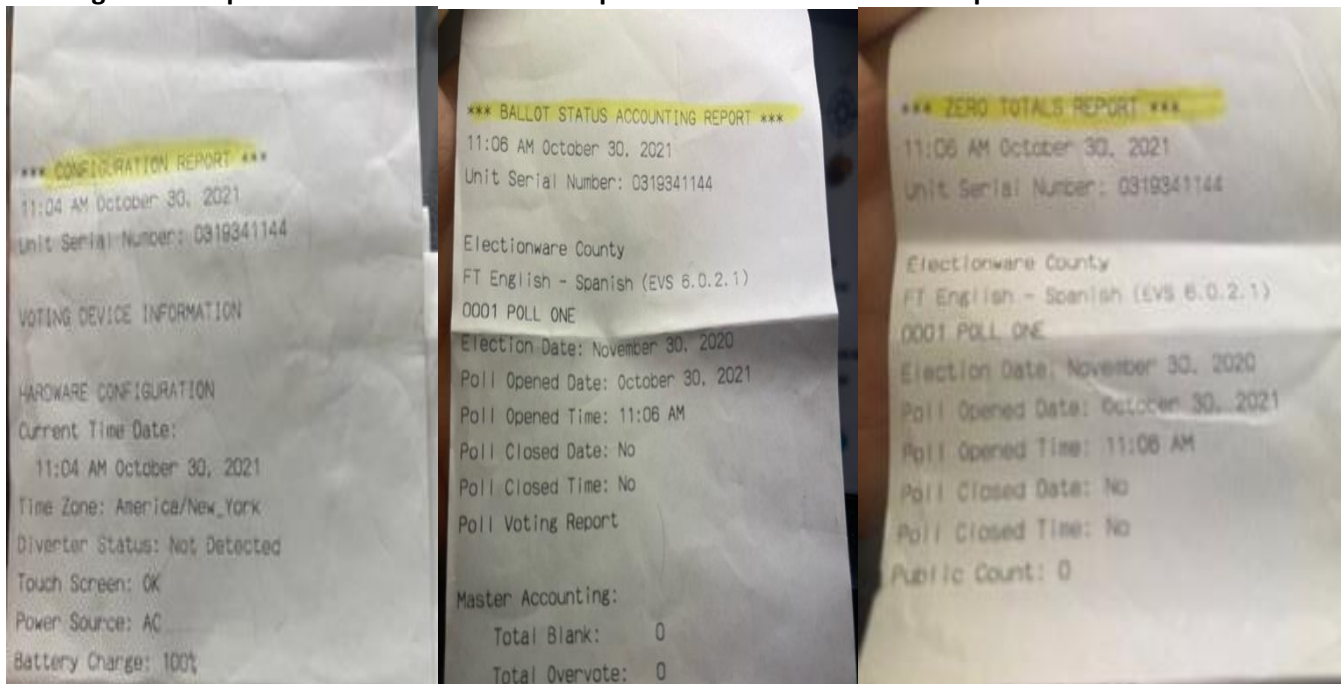 *** CONFIGURATION REPORT ***
11:04 AM October 30, 2021
Unit Serial Number: 0319341144
VOTING DEVICE INFORMATION
HARDWARE CONFIGURATION
Current Time Date:
11:04 AM October 30, 2021
Time Zone: America/New_York
Diverter Status: Not Detected
Touch Screen: OK
Power Source: AC
Battery Charge: 100%
*** BALLOT STATUS ACCOUNTING REPORT ***
11:06 AM October 30, 2021
Unit Serial Number: 0319341144
Electionware County
FT English - Spanish (EVS 6.0.2.1)
0001 POLL ONE
Election Date: November 30, 2020
Poll Opened Date: October 30, 2021
Poll Opened Time: 11:06 AM
Poll Closed Date: No
Poll Closed Time: No
Poll Voting Report
Master Accounting:
Total Blank: 0
Total Overvote: 0
*** ZERO TOTALS REPORT ***
11:06 AM October 30, 2021
Unit Serial Number: 0319341144
Electionware County
FT English - Spanish (EVS 6.0.2.1)
0001 POLL ONE
Election Date: November 30, 2020
Poll Opened Date: October 30, 2021
Poll Opened Time: 11:06 AM
Poll Closed Date: No
Poll Closed Time: No
Public Count: 0